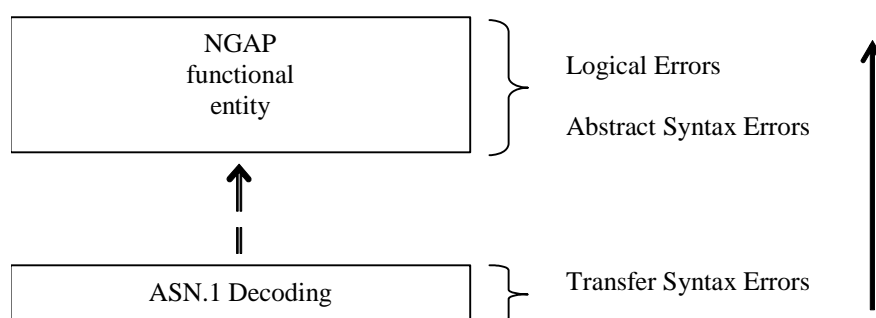 NGAP
functional
entity
Logical Errors
Abstract Syntax Errors
ASN.1 Decoding
Transfer Syntax Errors